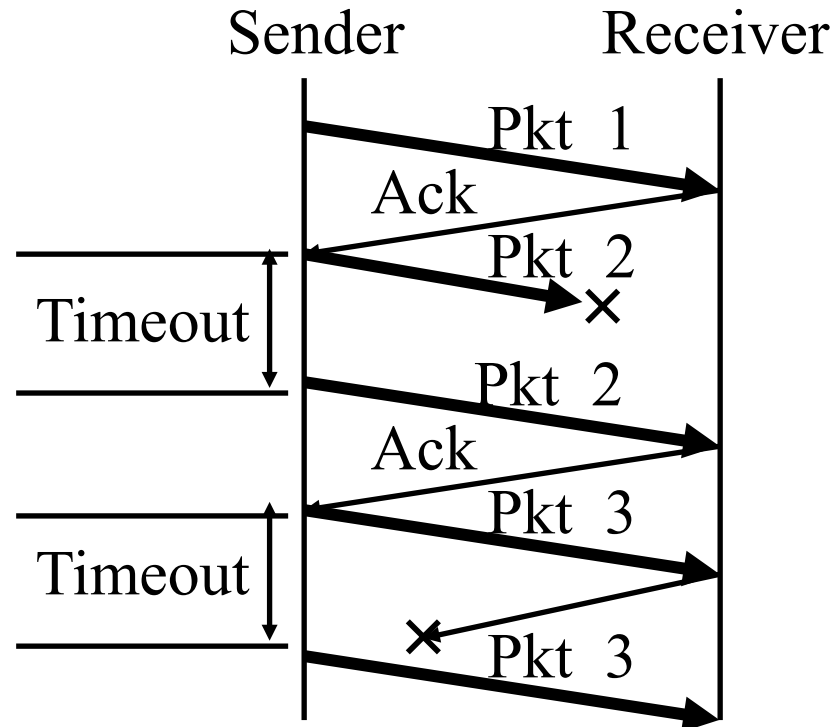 Sender
Receiver
Pkt 1
Ack
Pkt 2
Timeout
Pkt 2
Ack
Pkt 3
Timeout
Pkt 3